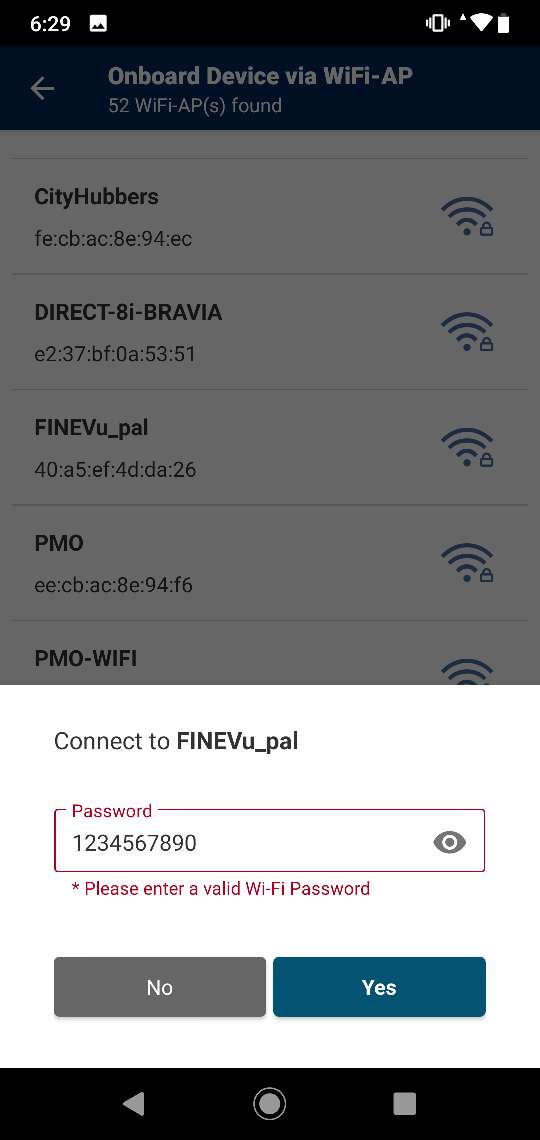 6:29
Onboard Device via WiFi-AP
52 WiFi-AP(s) found
CityHubbers
fe:cb:ac:8e:94:ec
DIRECT-8i-BRAVIA
e2:37:bf:0a:53:51
FINEVu_pal
40:a5:ef:4d:da:26
PMO
ee:cb:ac:8e:94:f6
PMO-WIFI
Connect to FINEVu_pal
Password
1234567890
* Please enter a valid Wi-Fi Password
No
Yes